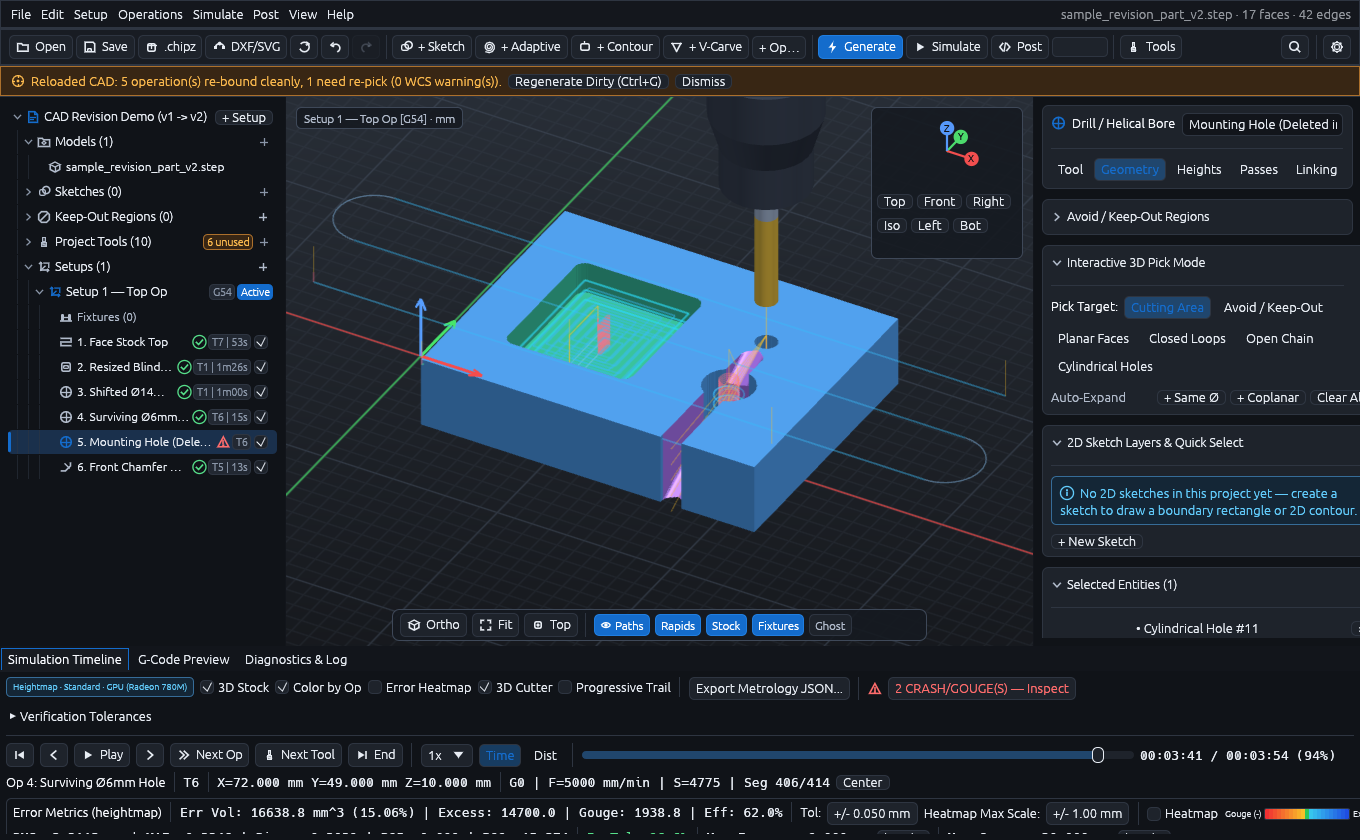 File Edit Setup Operations Simulate Post View Help
sample_revision_part_v2.step · 17 faces · 42 edges
Open Save .chipz DXF/SVG + Sketch + Adaptive + Contour + V-Carve + Op... Generate Simulate Post Tools
Reloaded CAD: 5 operation(s) re-bound cleanly, 1 need re-pick (0 WCS warning(s)). Regenerate Dirty (Ctrl+G) Dismiss
CAD Revision Demo (v1 -> v2) + Setup
Models (1) +
sample_revision_part_v2.step
Sketches (0) +
Keep-Out Regions (0) +
Project Tools (10) 6 unused +
Setups (1) +
Setup 1 — Top Op G54 Active
Fixtures (0)
1. Face Stock Top T7 | 53s
2. Resized Blind... T1 | 1m26s
3. Shifted Ø14... T1 | 1m00s
4. Surviving Ø6mm... T6 | 15s
5. Mounting Hole (Dele... T6
6. Front Chamfer ... T5 | 13s
Setup 1 — Top Op [G54] · mm
Z
Y
X
Top Front Right
Iso Left Bot
Ortho Fit Top Paths Rapids Stock Fixtures Ghost
Drill / Helical Bore Mounting Hole (Deleted i
Tool Geometry Heights Passes Linking
Avoid / Keep-Out Regions
Interactive 3D Pick Mode
Pick Target: Cutting Area Avoid / Keep-Out
Planar Faces Closed Loops Open Chain
Cylindrical Holes
Auto-Expand + Same Ø + Coplanar Clear Al
2D Sketch Layers & Quick Select
No 2D sketches in this project yet — create a
sketch to draw a boundary rectangle or 2D contour.
+ New Sketch
Selected Entities (1)
• Cylindrical Hole #11
Simulation Timeline G-Code Preview Diagnostics & Log
Heightmap · Standard · GPU (Radeon 780M) 3D Stock Color by Op Error Heatmap 3D Cutter Progressive Trail Export Metrology JSON... 2 CRASH/GOUGE(S) — Inspect
Verification Tolerances
Play Next Op Next Tool End 1x Time Dist 00:03:41 / 00:03:54 (94%)
Op 4: Surviving Ø6mm Hole T6 X=72.000 mm Y=49.000 mm Z=10.000 mm G0 | F=5000 mm/min | S=4775 | Seg 406/414 Center
Error Metrics (heightmap) Err Vol: 16638.8 mm^3 (15.06%) | Excess: 14700.0 | Gouge: 1938.8 | Eff: 62.0% Tol: +/- 0.050 mm Heatmap Max Scale: +/- 1.00 mm Heatmap Gouge (-)